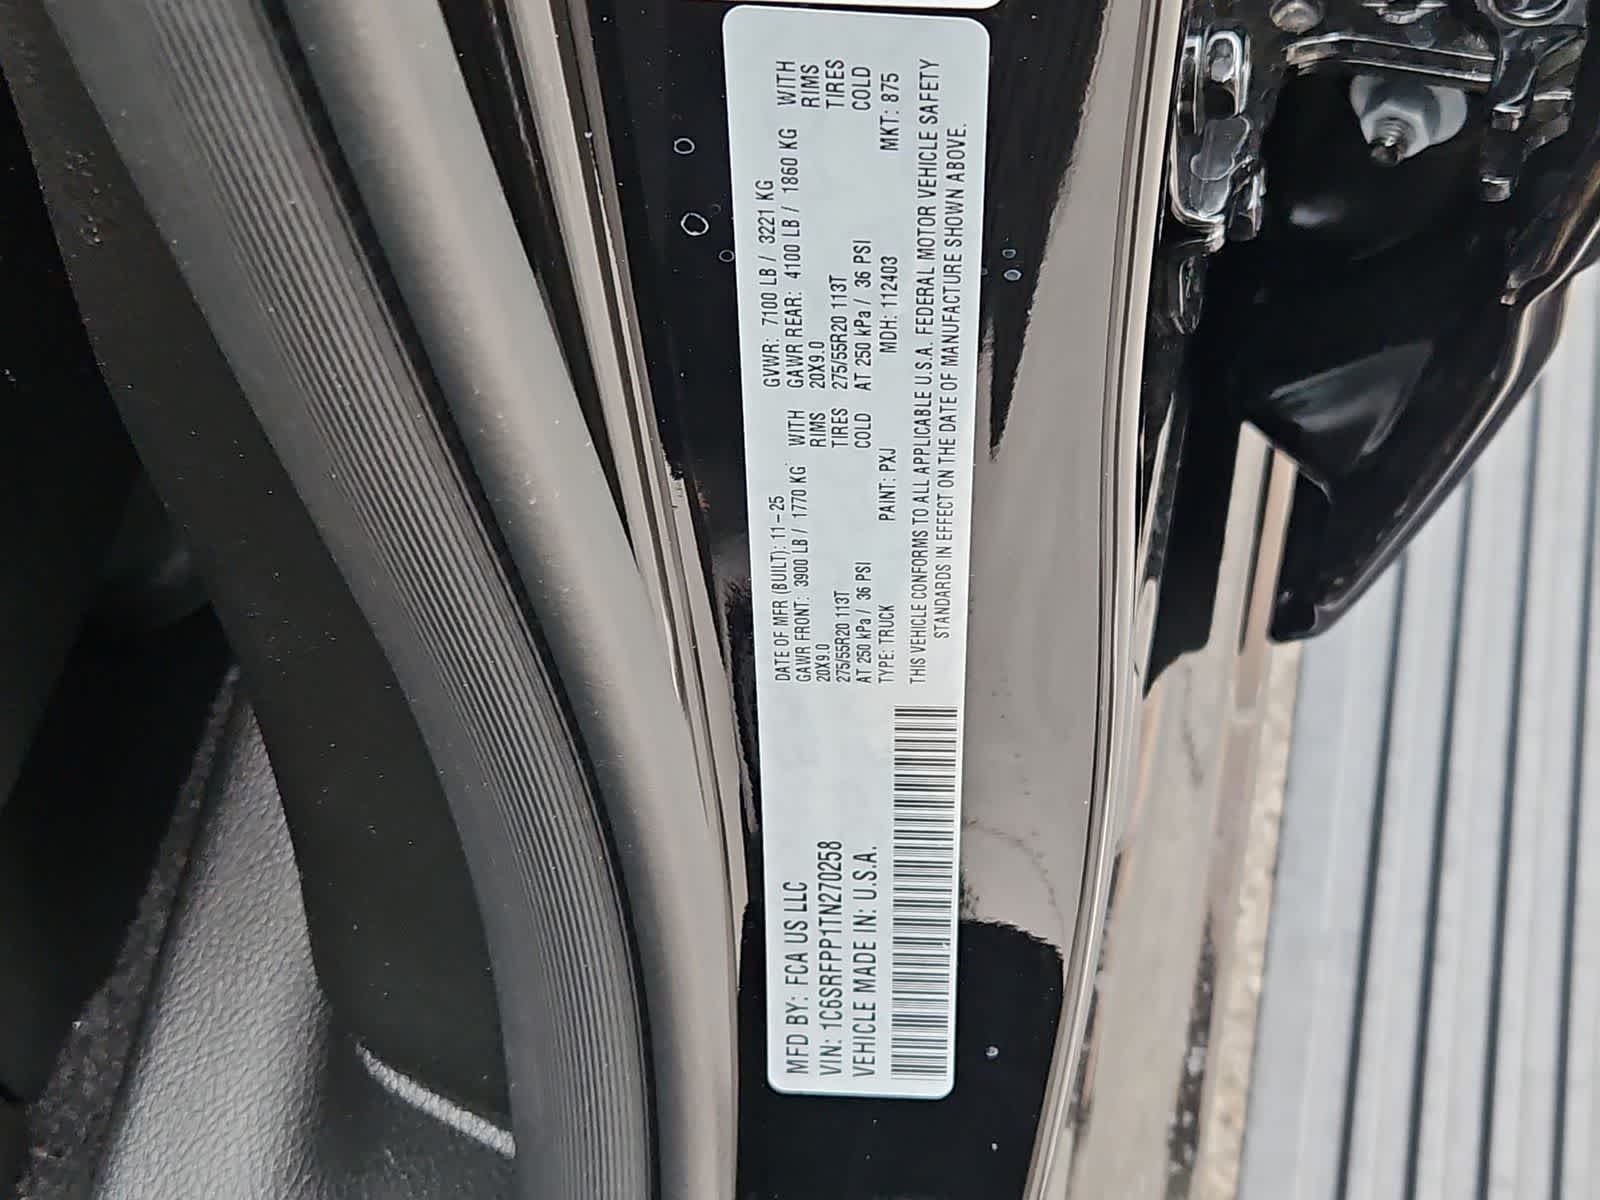 MFD BY: FCA US LLC
VIN: 1C6SRFPP1TN270258
VEHICLE MADE IN: U.S.A.
DATE OF MFR (BUILT): 11-25 GVWR: 7100 LB / 3221 KG
GAWR FRONT: 3900 LB / 1770 KG WITH GAWR REAR: 4100 LB / 1860 KG WITH
20X9.0 RIMS 20X9.0 RIMS
275/55R20 113T TIRES 275/55R20 113T TIRES
AT 250 kPa / 36 PSI COLD AT 250 kPa / 36 PSI COLD
TYPE: TRUCK PAINT: PXJ MDH: 112403 MKT: 875
THIS VEHICLE CONFORMS TO ALL APPLICABLE U.S.A. FEDERAL MOTOR VEHICLE SAFETY
STANDARDS IN EFFECT ON THE DATE OF MANUFACTURE SHOWN ABOVE.